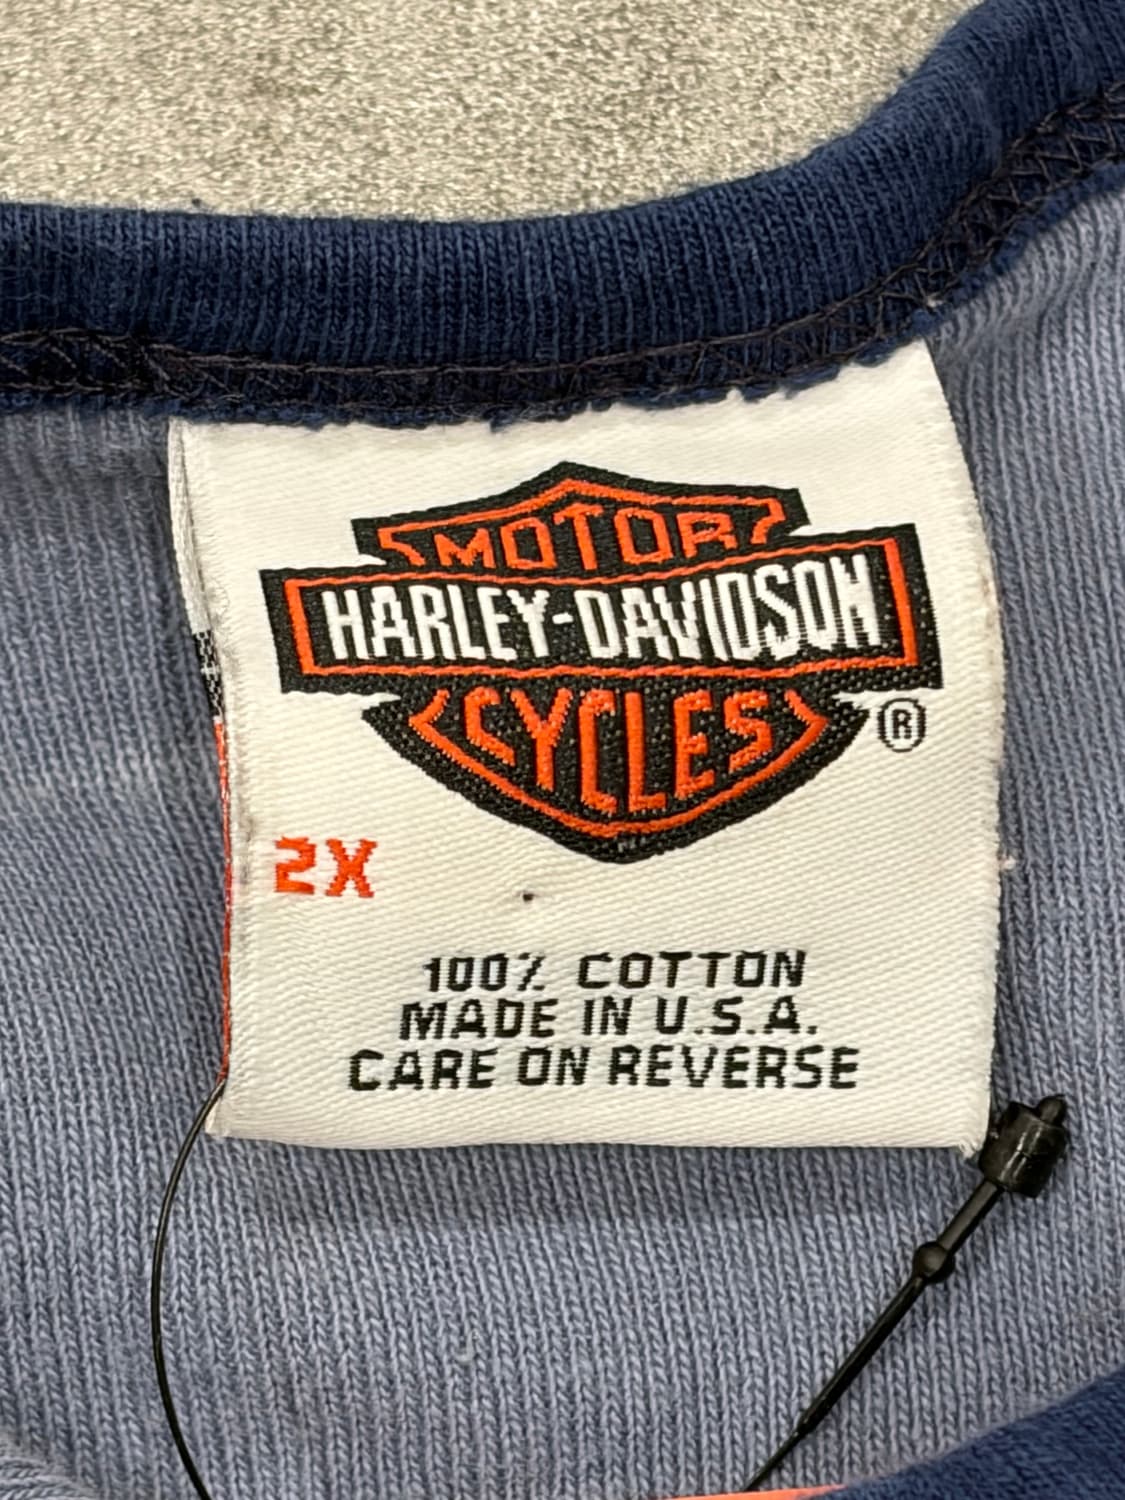 MOTOR
HARLEY-DAVIDSON
CYCLES
®
2X
100% COTTON
MADE IN U.S.A.
CARE ON REVERSE